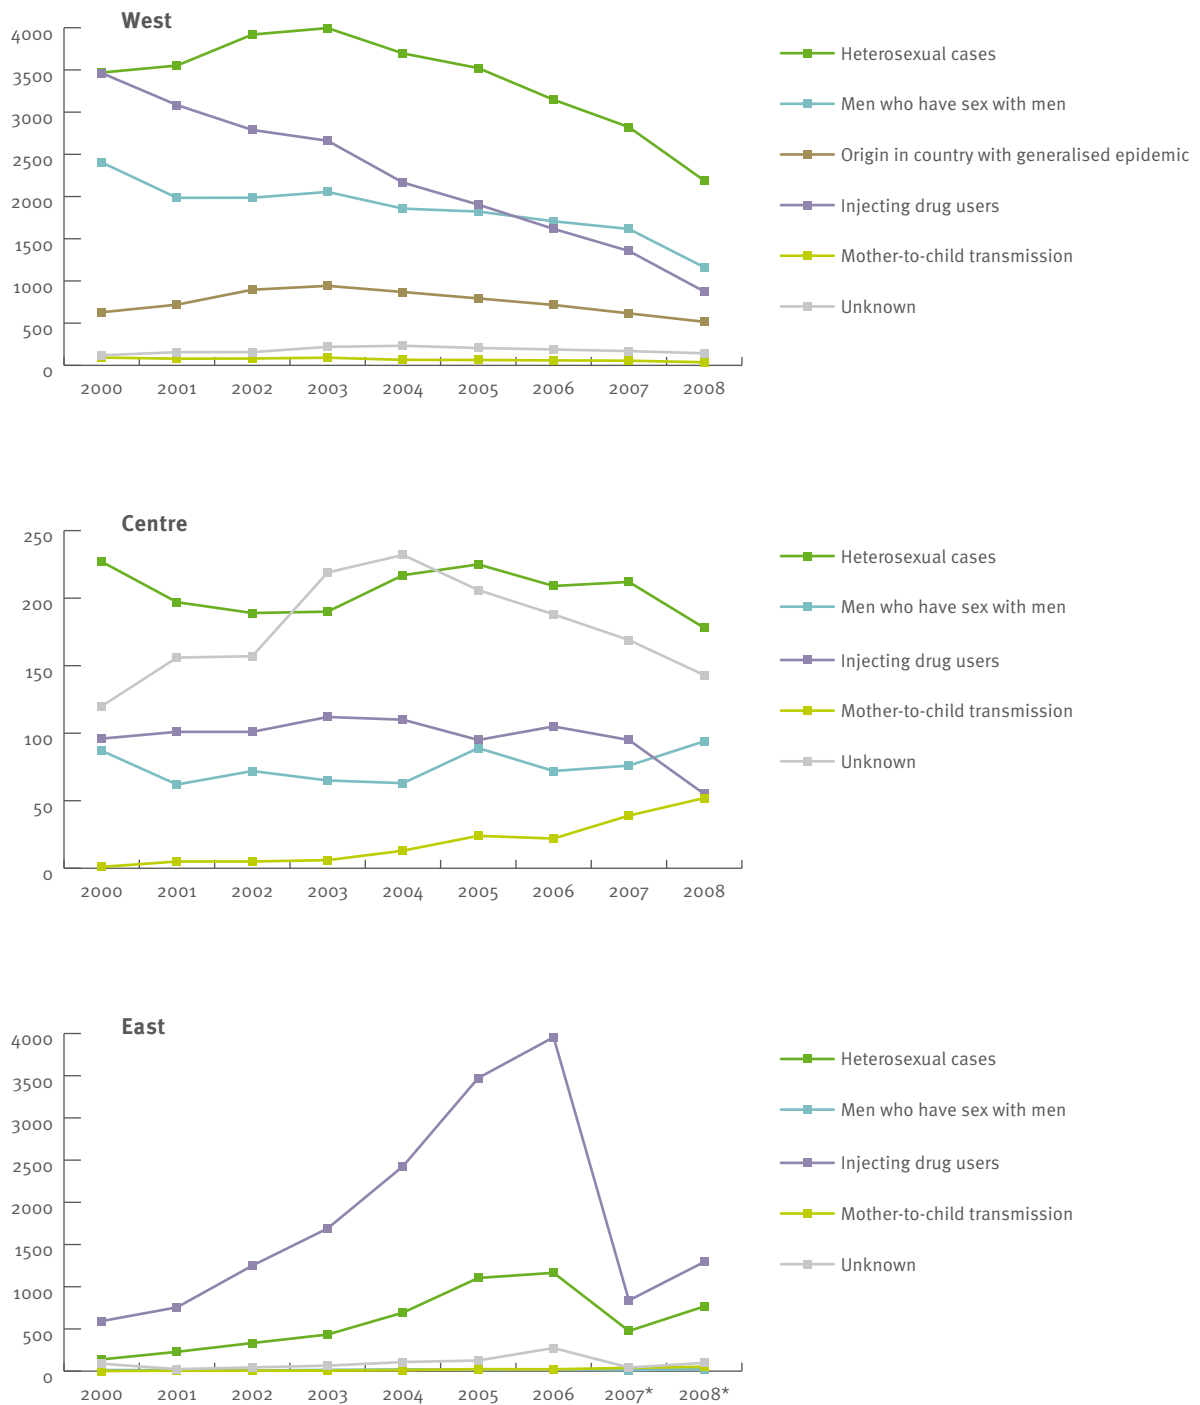 West
4000
3500
3000
2500
2000
1500
1000
500
0
2000 2001 2002 2003 2004 2005 2006 2007 2008
Heterosexual cases
Men who have sex with men
Origin in country with generalised epidemic
Injecting drug users
Mother-to-child transmission
Unknown
Centre
250
200
150
100
50
0
2000 2001 2002 2003 2004 2005 2006 2007 2008
Heterosexual cases
Men who have sex with men
Injecting drug users
Mother-to-child transmission
Unknown
East
4000
3500
3000
2500
2000
1500
1000
500
0
2000 2001 2002 2003 2004 2005 2006 2007* 2008*
Heterosexual cases
Men who have sex with men
Injecting drug users
Mother-to-child transmission
Unknown